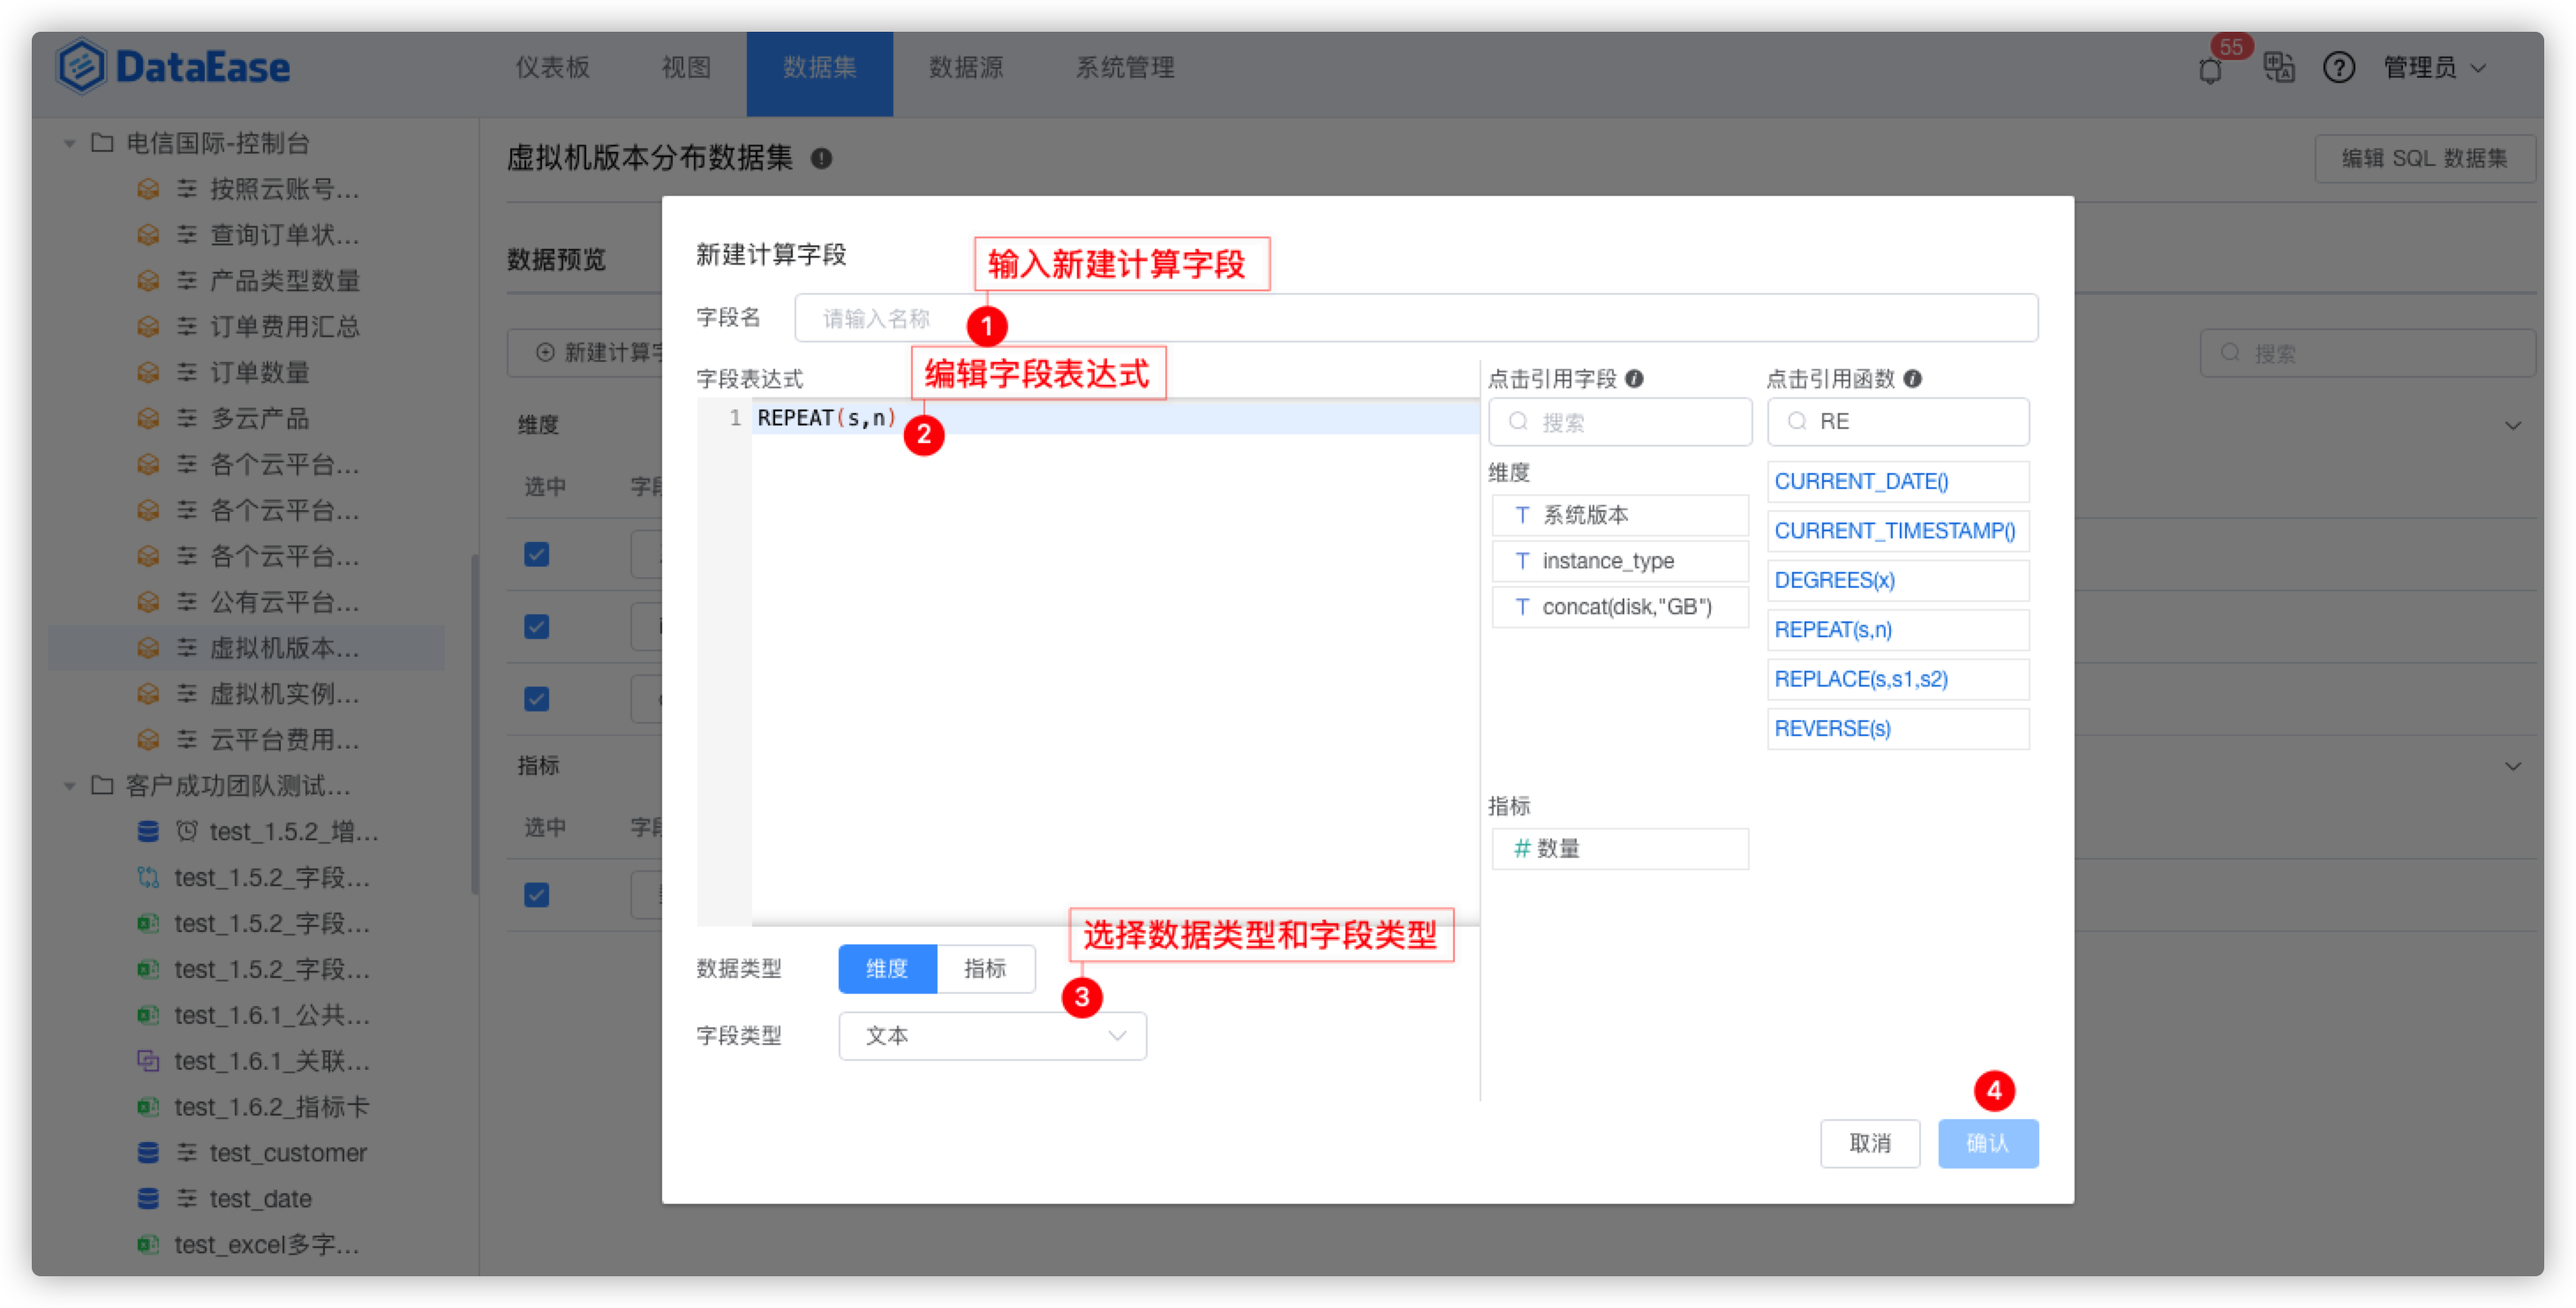 DataEase
仪表板
视图
数据集
数据源
系统管理
55
管理员
电信国际-控制台
按照云账号...
查询订单状...
产品类型数量
订单费用汇总
订单数量
多云产品
各个云平台...
各个云平台...
各个云平台...
公有云平台...
虚拟机版本...
虚拟机实例...
云平台费用...
客户成功团队测试...
test_1.5.2_增...
test_1.5.2_字段...
test_1.5.2_字段...
test_1.5.2_字段...
test_1.6.1_公共...
test_1.6.1_关联...
test_1.6.2_指标卡
test_customer
test_date
test_excel多字...
虚拟机版本分布数据集
编辑 SQL 数据集
数据预览
新建计算字
搜索
维度
选中
字段
指标
选中
字段
新建计算字段
输入新建计算字段
字段名
请输入名称
1
字段表达式
编辑字段表达式
1 REPEAT(s,n)
2
点击引用字段
搜索
维度
T 系统版本
T instance_type
T concat(disk,"GB")
指标
# 数量
点击引用函数
RE
CURRENT_DATE()
CURRENT_TIMESTAMP()
DEGREES(x)
REPEAT(s,n)
REPLACE(s,s1,s2)
REVERSE(s)
选择数据类型和字段类型
数据类型
维度
指标
3
字段类型
文本
4
取消
确认